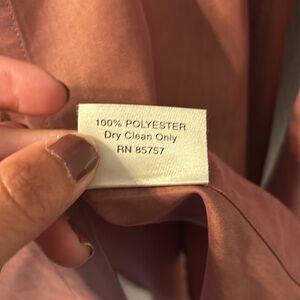 100% POLYESTER
Dry Clean Only
RN 85757